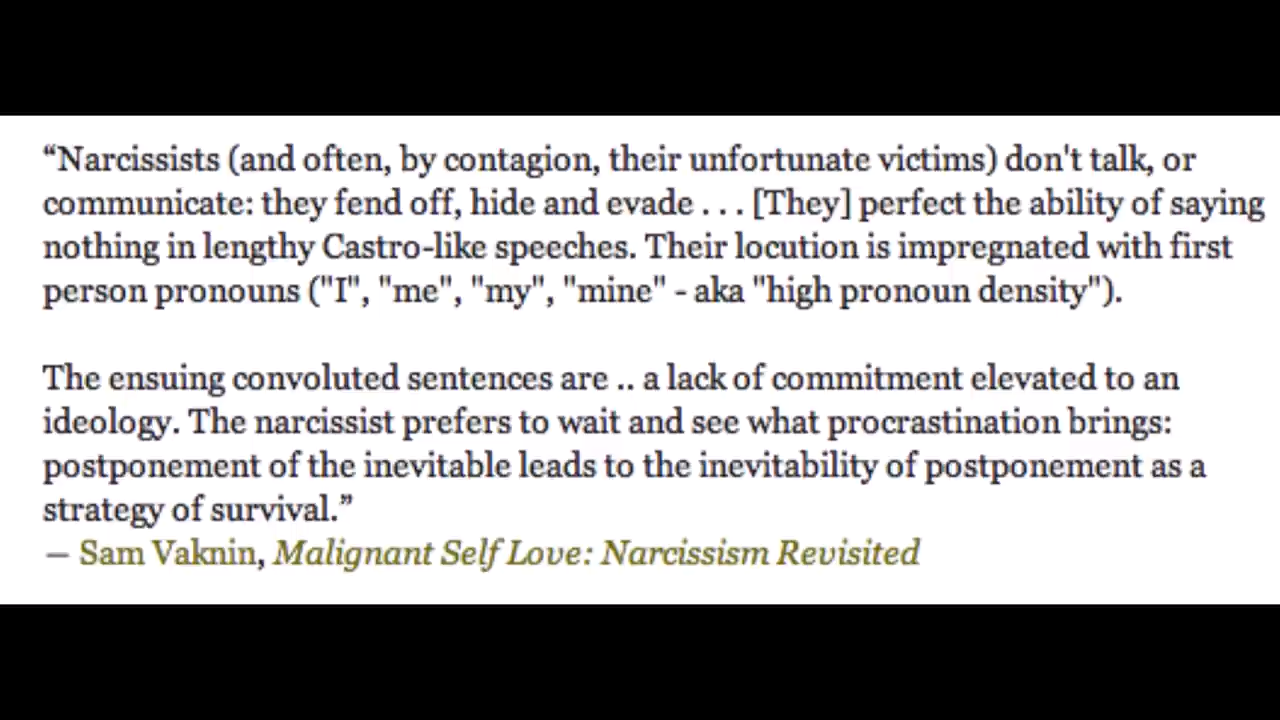 “Narcissists (and often, by contagion, their unfortunate victims) don't talk, or
communicate: they fend off, hide and evade . . . [They] perfect the ability of saying
nothing in lengthy Castro-like speeches. Their locution is impregnated with first
person pronouns ("I", "me", "my", "mine" - aka "high pronoun density").
The ensuing convoluted sentences are .. a lack of commitment elevated to an
ideology. The narcissist prefers to wait and see what procrastination brings:
postponement of the inevitable leads to the inevitability of postponement as a
strategy of survival.”
— Sam Vaknin, Malignant Self Love: Narcissism Revisited